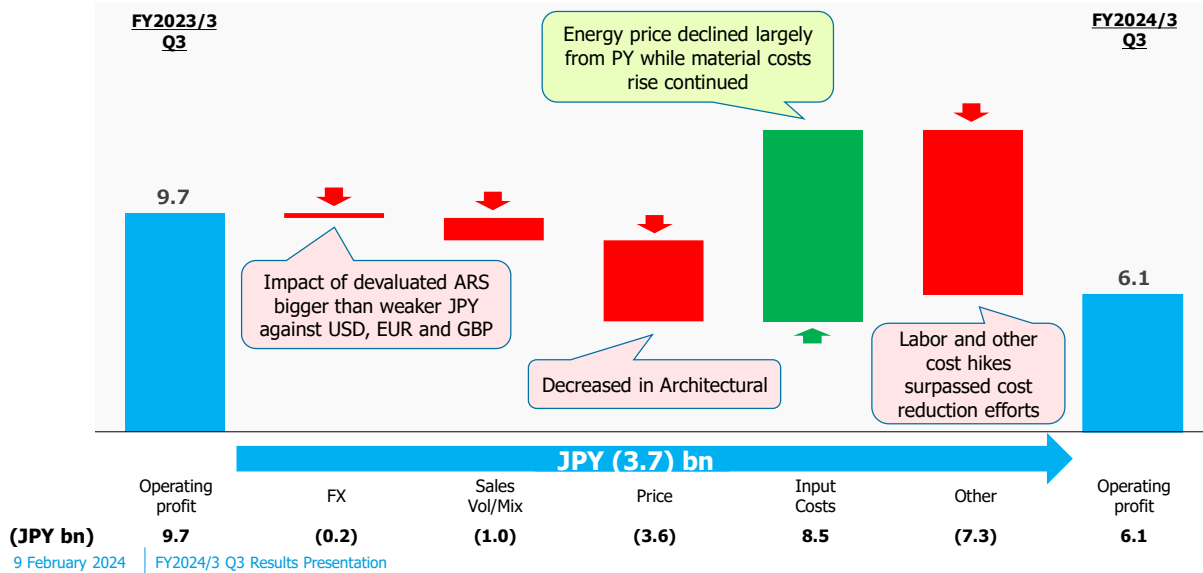 FY2023/3
Q3
FY2024/3
Q3
Energy price declined largely
from PY while material costs
rise continued
9.7
Impact of devaluated ARS
bigger than weaker JPY
against USD, EUR and GBP
Decreased in Architectural
Labor and other
cost hikes
surpassed cost
reduction efforts
6.1
JPY (3.7) bn
Operating
profit
FX
Sales
Vol/Mix
Price
Input
Costs
Other
Operating
profit
(JPY bn) 9.7 (0.2) (1.0) (3.6) 8.5 (7.3) 6.1
9 February 2024 FY2024/3 Q3 Results Presentation